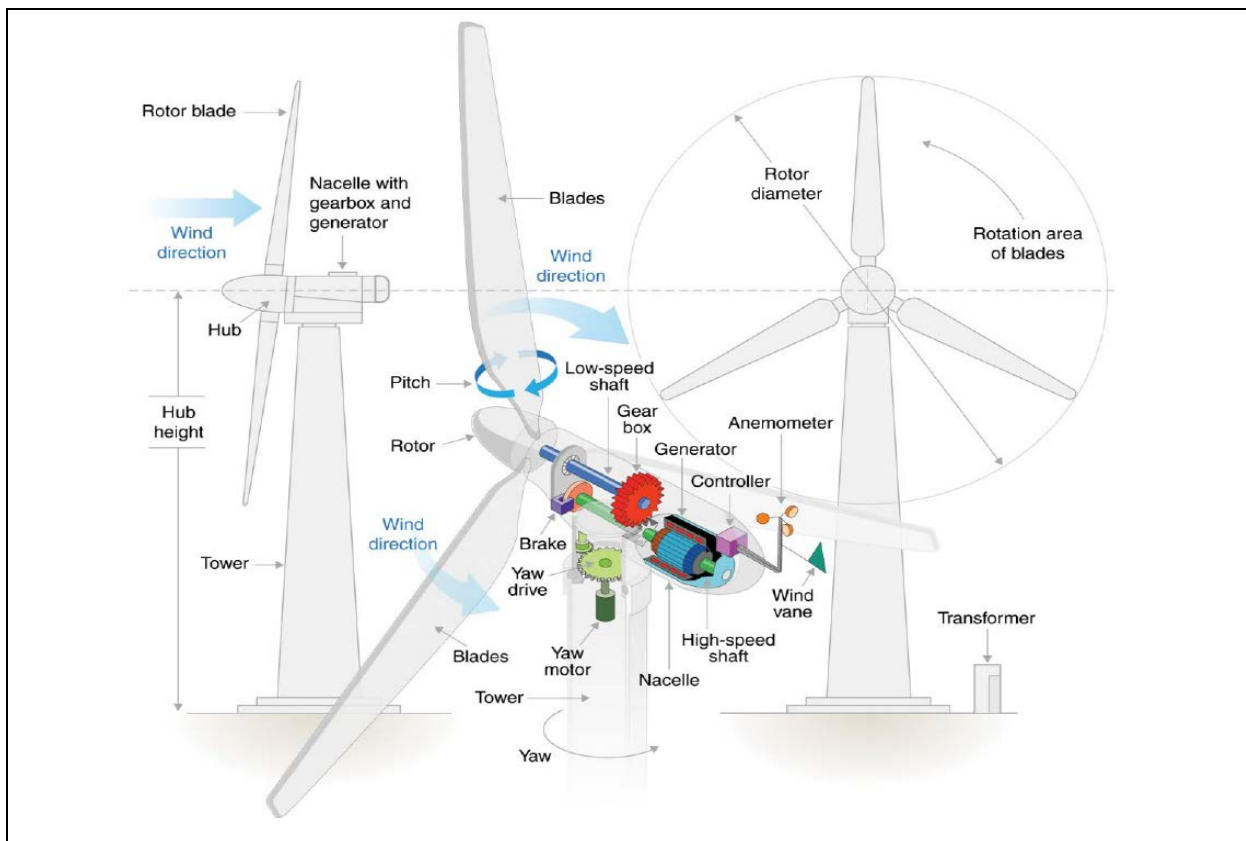 Rotor blade
Nacelle with
gearbox and
generator
Wind
direction
Hub
Hub
height
Tower
Blades
Wind
direction
Pitch
Rotor
Low-speed
shaft
Gear
box
Generator
Controller
Anemometer
Brake
Wind
direction
Yaw
drive
Yaw
motor
Blades
Tower
Yaw
Nacelle
High-speed
shaft
Wind
vane
Rotor
diameter
Rotation area
of blades
Transformer